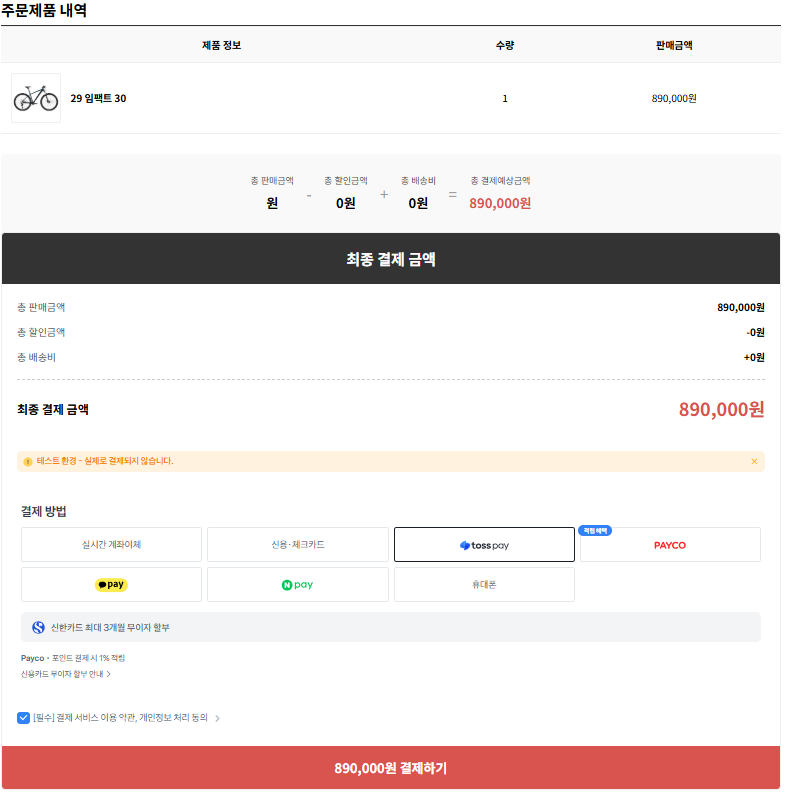 주문제품 내역
제품 정보 수량 판매금액
29 임팩트 30 1 890,000원
총 판매금액 총 할인금액 총 배송비 총 결제예상금액
원 - 0원 + 0원 = 890,000원
최종 결제 금액
총 판매금액 890,000원
총 할인금액 -0원
총 배송비 +0원
최종 결제 금액 890,000원
테스트 환경 - 실제로 결제되지 않습니다.
결제 방법
적립 혜택
실시간 계좌이체 신용·체크카드 toss pay PAYCO
pay N pay 휴대폰
신한카드 최대 3개월 무이자 할부
Payco · 포인트 결제 시 1% 적립
신용카드 무이자 할부 안내 >
[필수] 결제 서비스 이용 약관, 개인정보 처리 동의 >
890,000원 결제하기